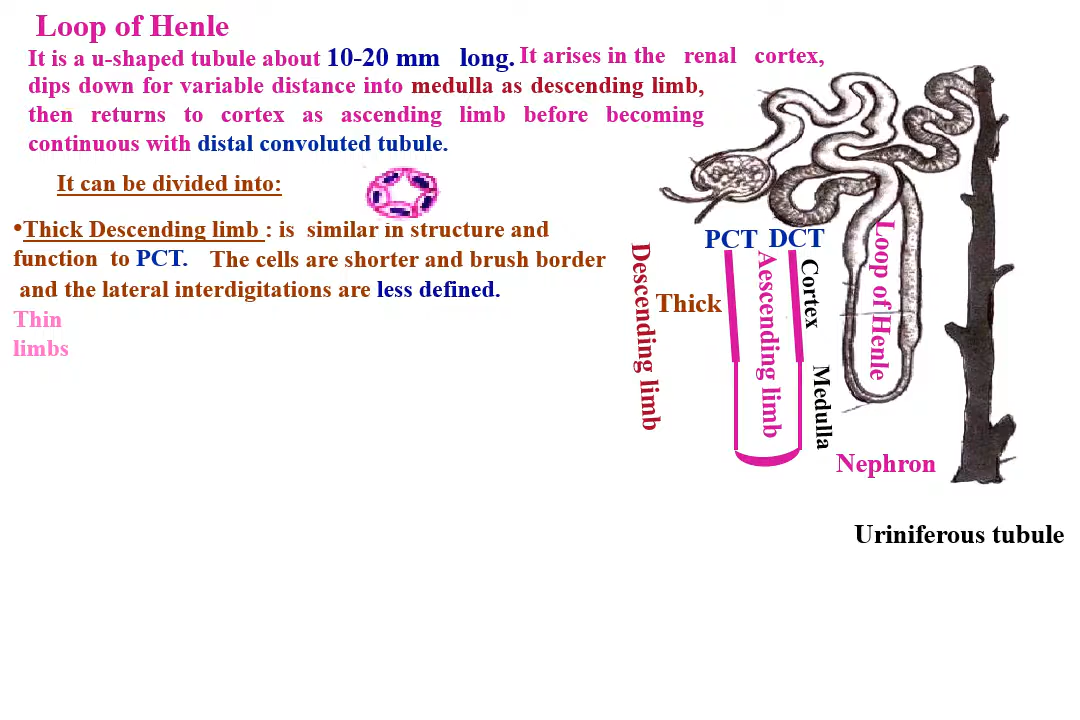 Loop of Henle
It is a u-shaped tubule about 10-20 mm long. It arises in the renal cortex,
dips down for variable distance into medulla as descending limb,
then returns to cortex as ascending limb before becoming
continuous with distal convoluted tubule.
It can be divided into:
•Thick Descending limb : is similar in structure and
function to PCT. The cells are shorter and brush border
and the lateral interdigitations are less defined.
Thin
limbs
PCT DCT
Descending limb
Thick
Aescending limb
Cortex
Medulla
Loop of Henle
Nephron
Uriniferous tubule